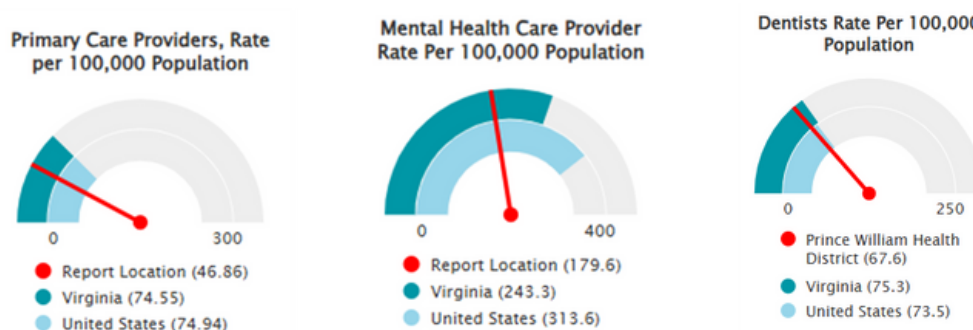 Primary Care Providers, Rate
per 100,000 Population
0
300
Report Location (46.86)
Virginia (74.55)
United States (74.94)
Mental Health Care Provider
Rate Per 100,000 Population
0
400
Report Location (179.6)
Virginia (243.3)
United States (313.6)
Dentists Rate Per 100,000
Population
0
250
Prince William Health
District (67.6)
Virginia (75.3)
United States (73.5)